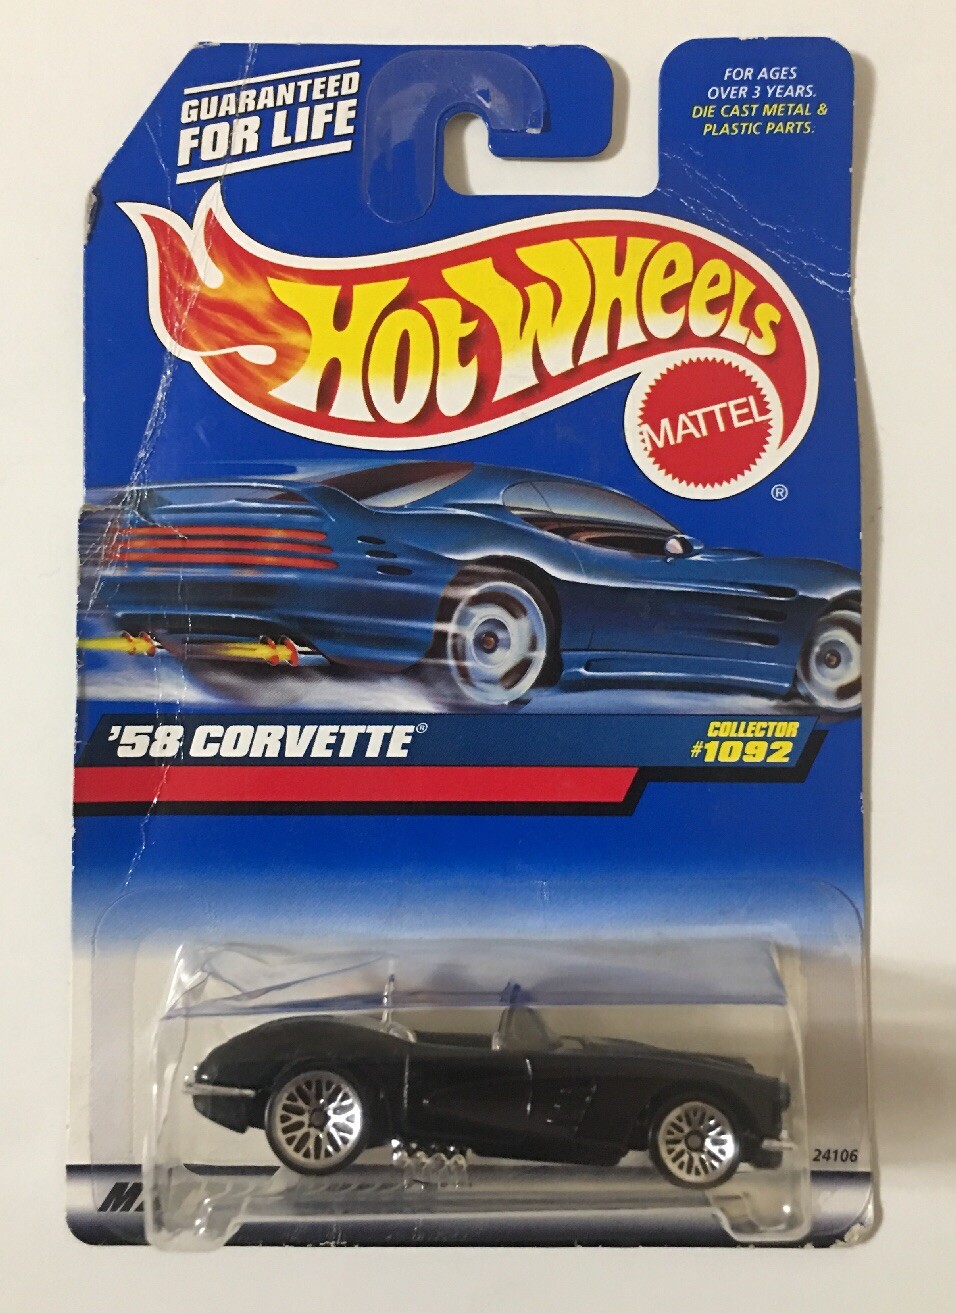 GUARANTEED
FOR LIFE
FOR AGES
OVER 3 YEARS.
DIE CAST METAL &
PLASTIC PARTS.
HOT WHEELS
MATTEL
®
'58 CORVETTE®
COLLECTOR
#1092
24106